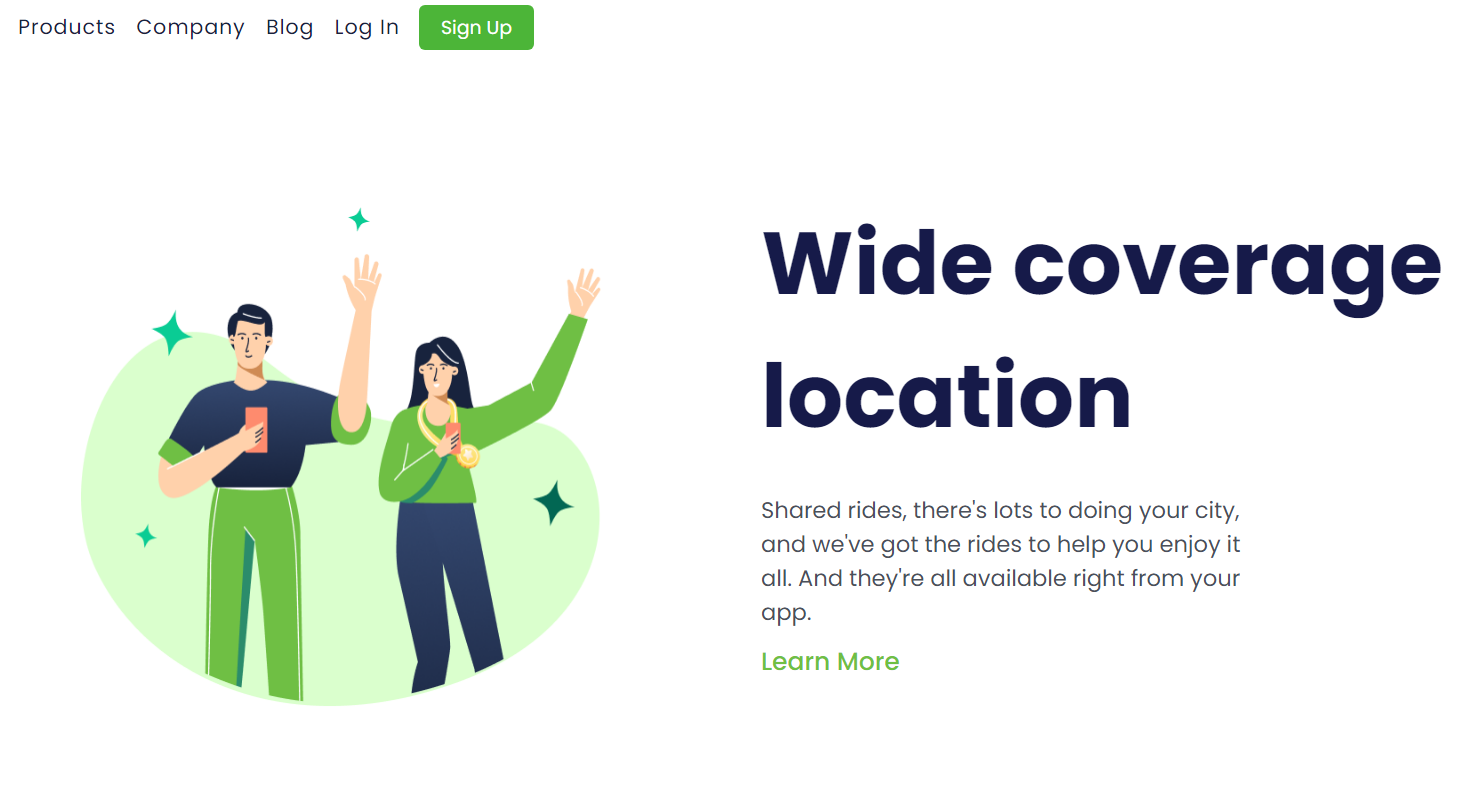 Products Company Blog Log In Sign Up
Wide coverage
location
Shared rides, there's lots to doing your city,
and we've got the rides to help you enjoy it
all. And they're all available right from your
app.
Learn More